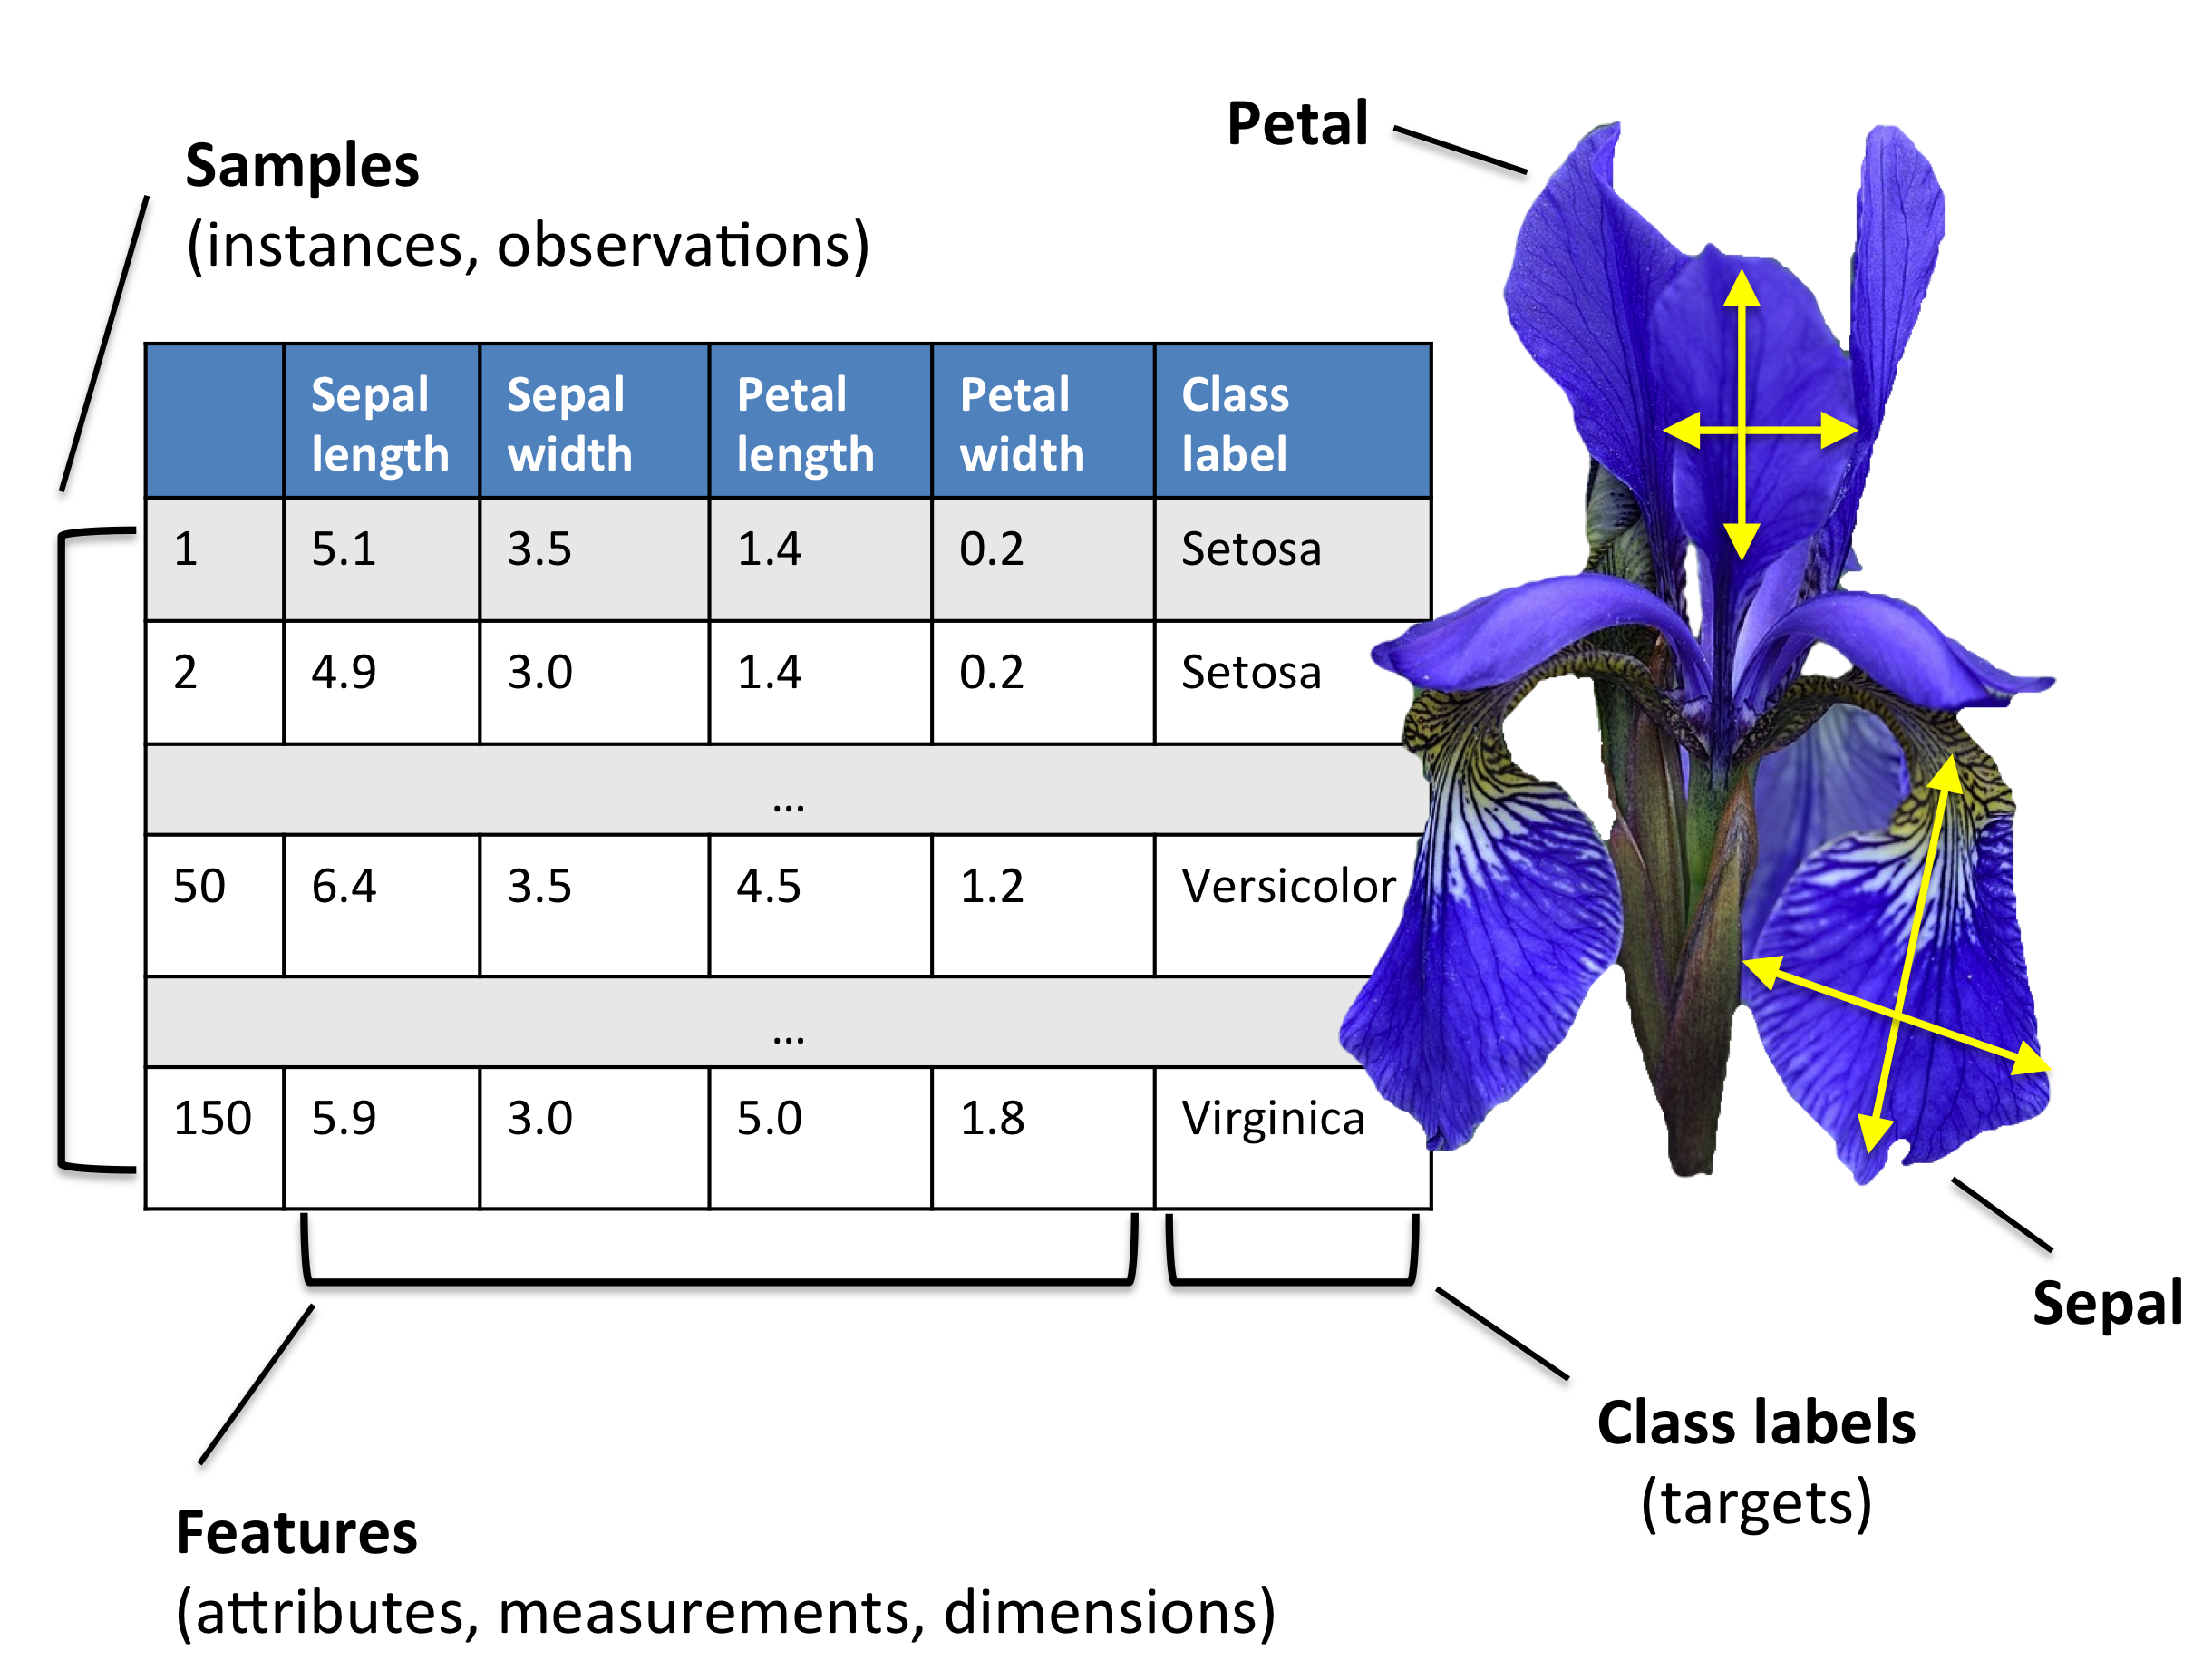 Petal
Samples
(instances, observations)
Sepal length Sepal width Petal length Petal width Class label
1 5.1 3.5 1.4 0.2 Setosa
2 4.9 3.0 1.4 0.2 Setosa
...
50 6.4 3.5 4.5 1.2 Versicolor
...
150 5.9 3.0 5.0 1.8 Virginica
Sepal
Class labels
(targets)
Features
(attributes, measurements, dimensions)